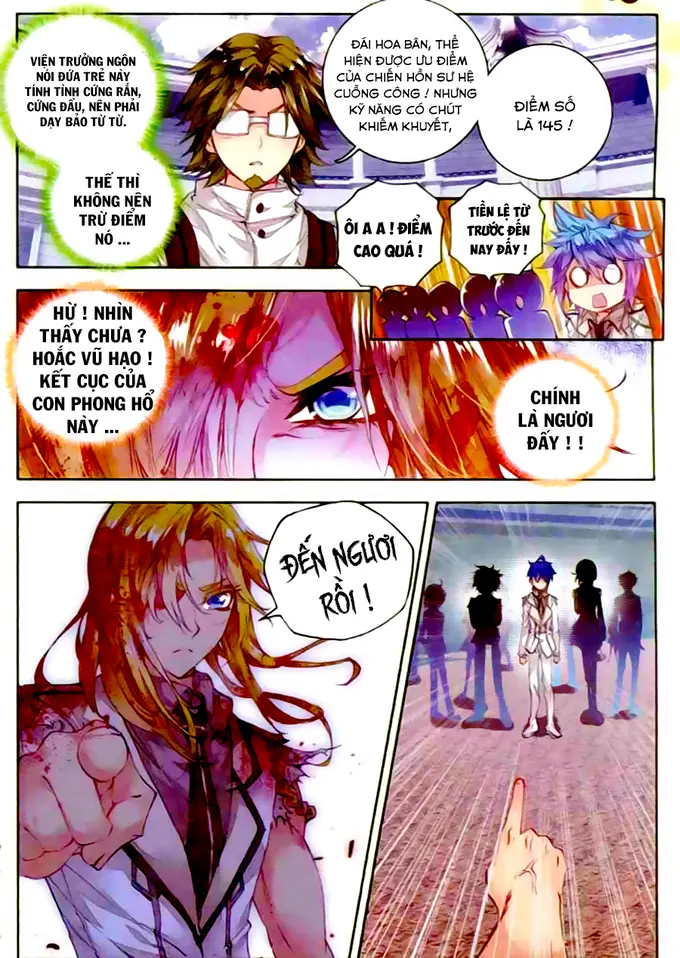 VIỆN TRƯỞNG NGÔN
NÓI ĐỨA TRẺ NÀY
TÍNH TÌNH CỨNG RẮN,
CỨNG ĐẦU, NÊN PHẢI
DẠY BẢO TỪ TỪ.
THẾ THÌ
KHÔNG NÊN
TRỪ ĐIỂM
NÓ ...
ĐÁI HOA BÂN, THỂ
HIỆN ĐƯỢC ƯU ĐIỂM
CỦA CHIẾN HỒN SƯ HỆ
CUỒNG CÔNG ! NHƯNG
KỸ NĂNG CÓ CHÚT
KHIẾM KHUYẾT,
ĐIỂM SỐ
LÀ 145 !
ÔI A A ! ĐIỂM
CAO QUÁ !
TIỀN LỆ TỪ
TRƯỚC ĐẾN
NAY ĐẤY !
HỪ ! NHÌN
THẤY CHƯA ?
HOẮC VŨ HẠO !
KẾT CỤC CỦA
CON PHONG HỔ
NÀY ...
CHÍNH
LÀ NGƯƠI
ĐẤY ! !
ĐẾN NGƯƠI
RỒI !